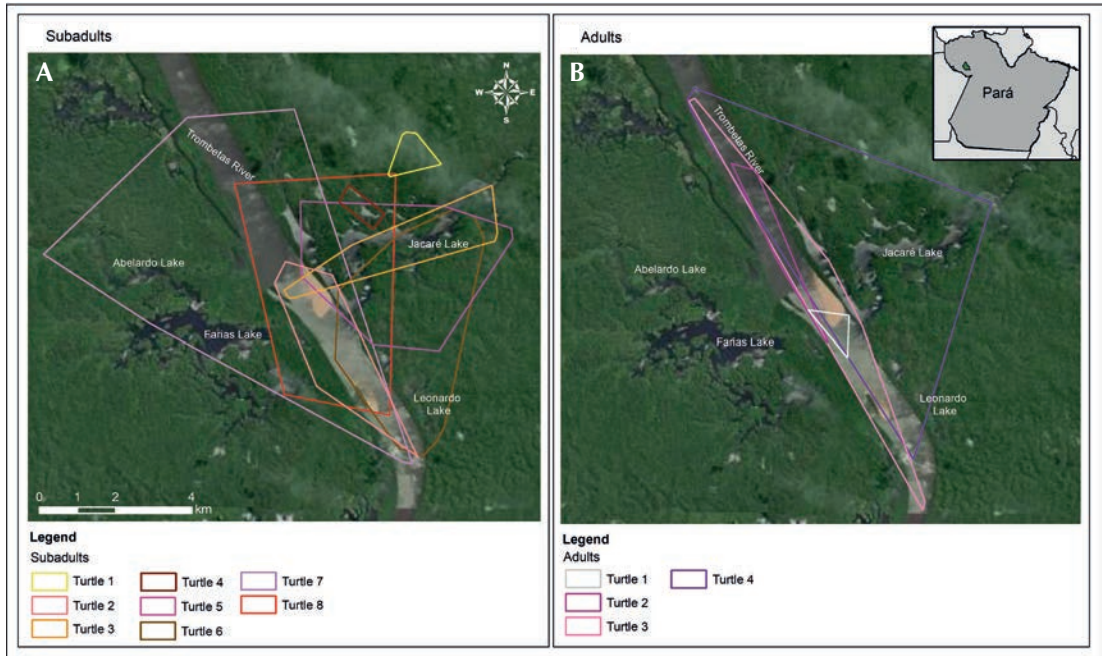 Subadults
A
N
W
E
S
Trombetas River
Jacaré Lake
Abelardo Lake
Farias Lake
Leonardo
Lake
0 1 2 4
km
Legend
Subadults
Turtle 1
Turtle 2
Turtle 3
Turtle 4
Turtle 5
Turtle 6
Turtle 7
Turtle 8
Adults
B
Pará
Trombetas River
Jacaré Lake
Abelardo Lake
Farias Lake
Leonardo
Lake
Legend
Adults
Turtle 1
Turtle 2
Turtle 3
Turtle 4